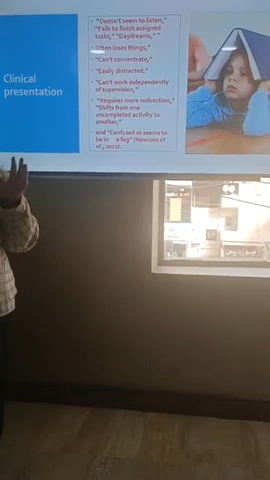 Clinical
presentation
"Doesn't seem to listen,"
"Fails to finish assigned
tasks," "Daydreams," "
Often loses things,"
"Can't concentrate,"
"Easily distracted,"
"Can't work independently
of supervision,"
"Requires more redirection,"
"Shifts from one
uncompleted activity to
another,"
and "Confused or seems to
be in a fog" (Newcorn et
al., 2011).